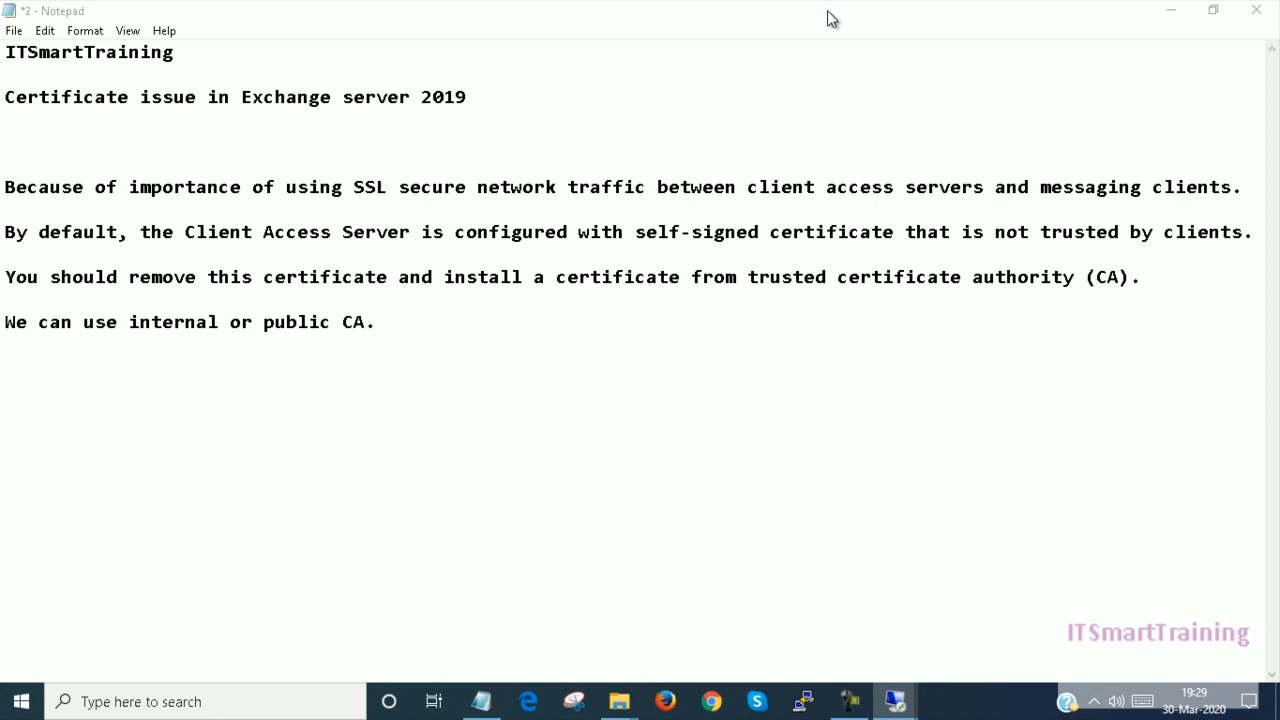 *2 - Notepad
File Edit Format View Help
ITSmartTraining
Certificate issue in Exchange server 2019
Because of importance of using SSL secure network traffic between client access servers and messaging clients.
By default, the Client Access Server is configured with self-signed certificate that is not trusted by clients.
You should remove this certificate and install a certificate from trusted certificate authority (CA).
We can use internal or public CA.
ITSmartTraining
Type here to search
19:29
30-Mar-2020